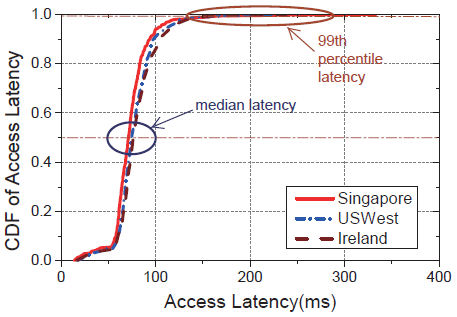 1.0
0.8
0.6
0.4
0.2
0.0
CDF of Access Latency
99th
percentile
latency
median latency
Singapore
USWest
Ireland
0 100 200 300 400
Access Latency(ms)